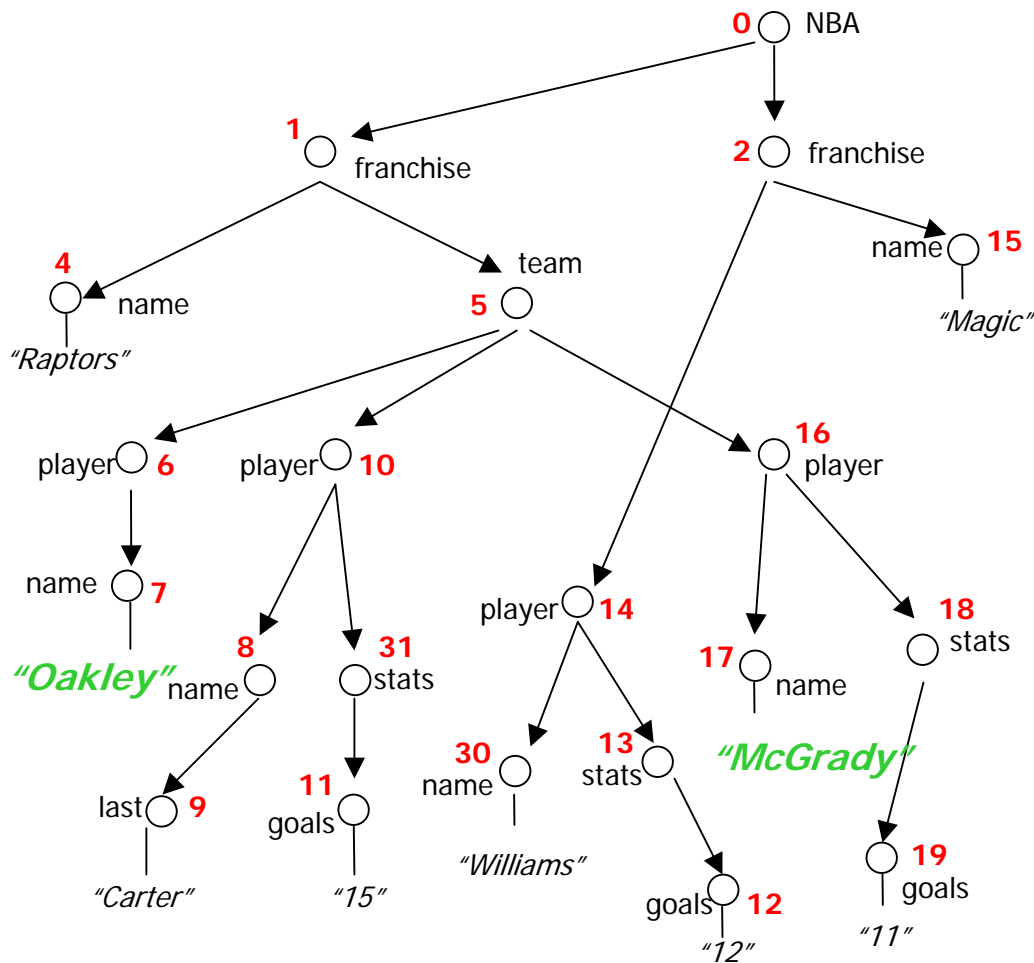 0 NBA
1 franchise
2 franchise
4 name
"Raptors"
team
5
name 15
"Magic"
player 6
player 10
16
player
name 7
"Oakley"
8
name
31
stats
player 14
17 name
18
stats
"McGrady"
last 9
"Carter"
11
goals
"15"
30
name
"Williams"
13
stats
goals 12
"12"
19
goals
"11"